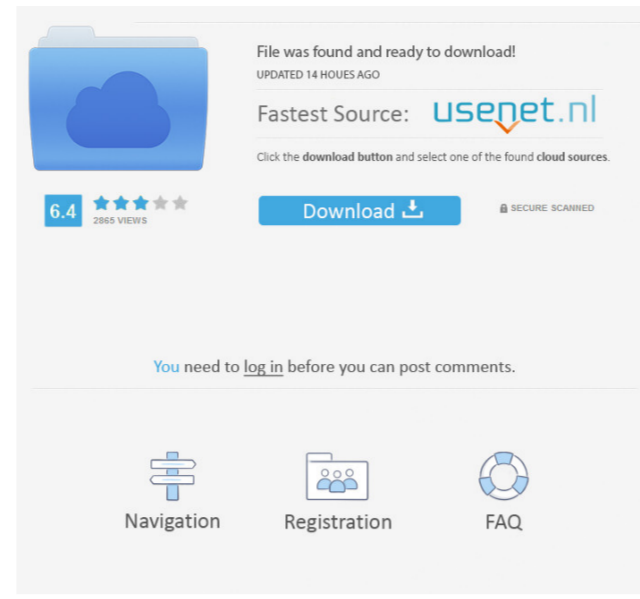 File was found and ready to download!
UPDATED 14 HOUES AGO
Fastest Source: usenet.nl
Click the download button and select one of the found cloud sources.
6.4
2865 VIEWS
Download
SECURE SCANNED
You need to log in before you can post comments.
Navigation
Registration
FAQ